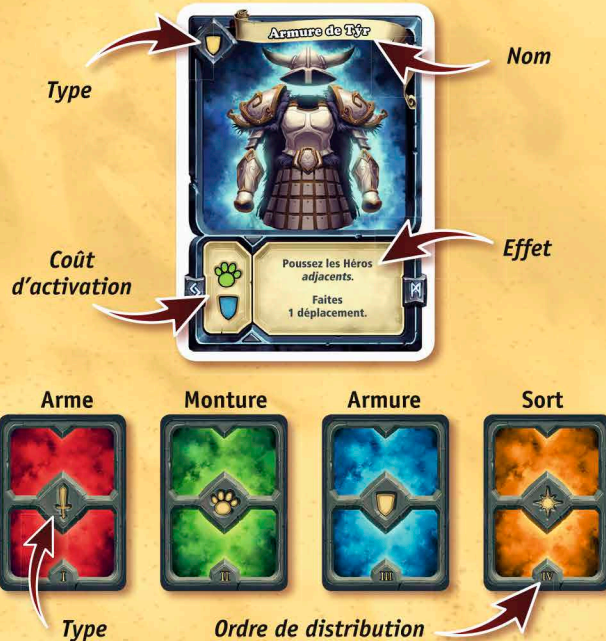 Armure de Týr
Type
Nom
Coût
d'activation
Effet
Poussez les Héros
adjacents.
Faites
1 déplacement.
Arme
Monture
Armure
Sort
I
II
III
IV
Type
Ordre de distribution